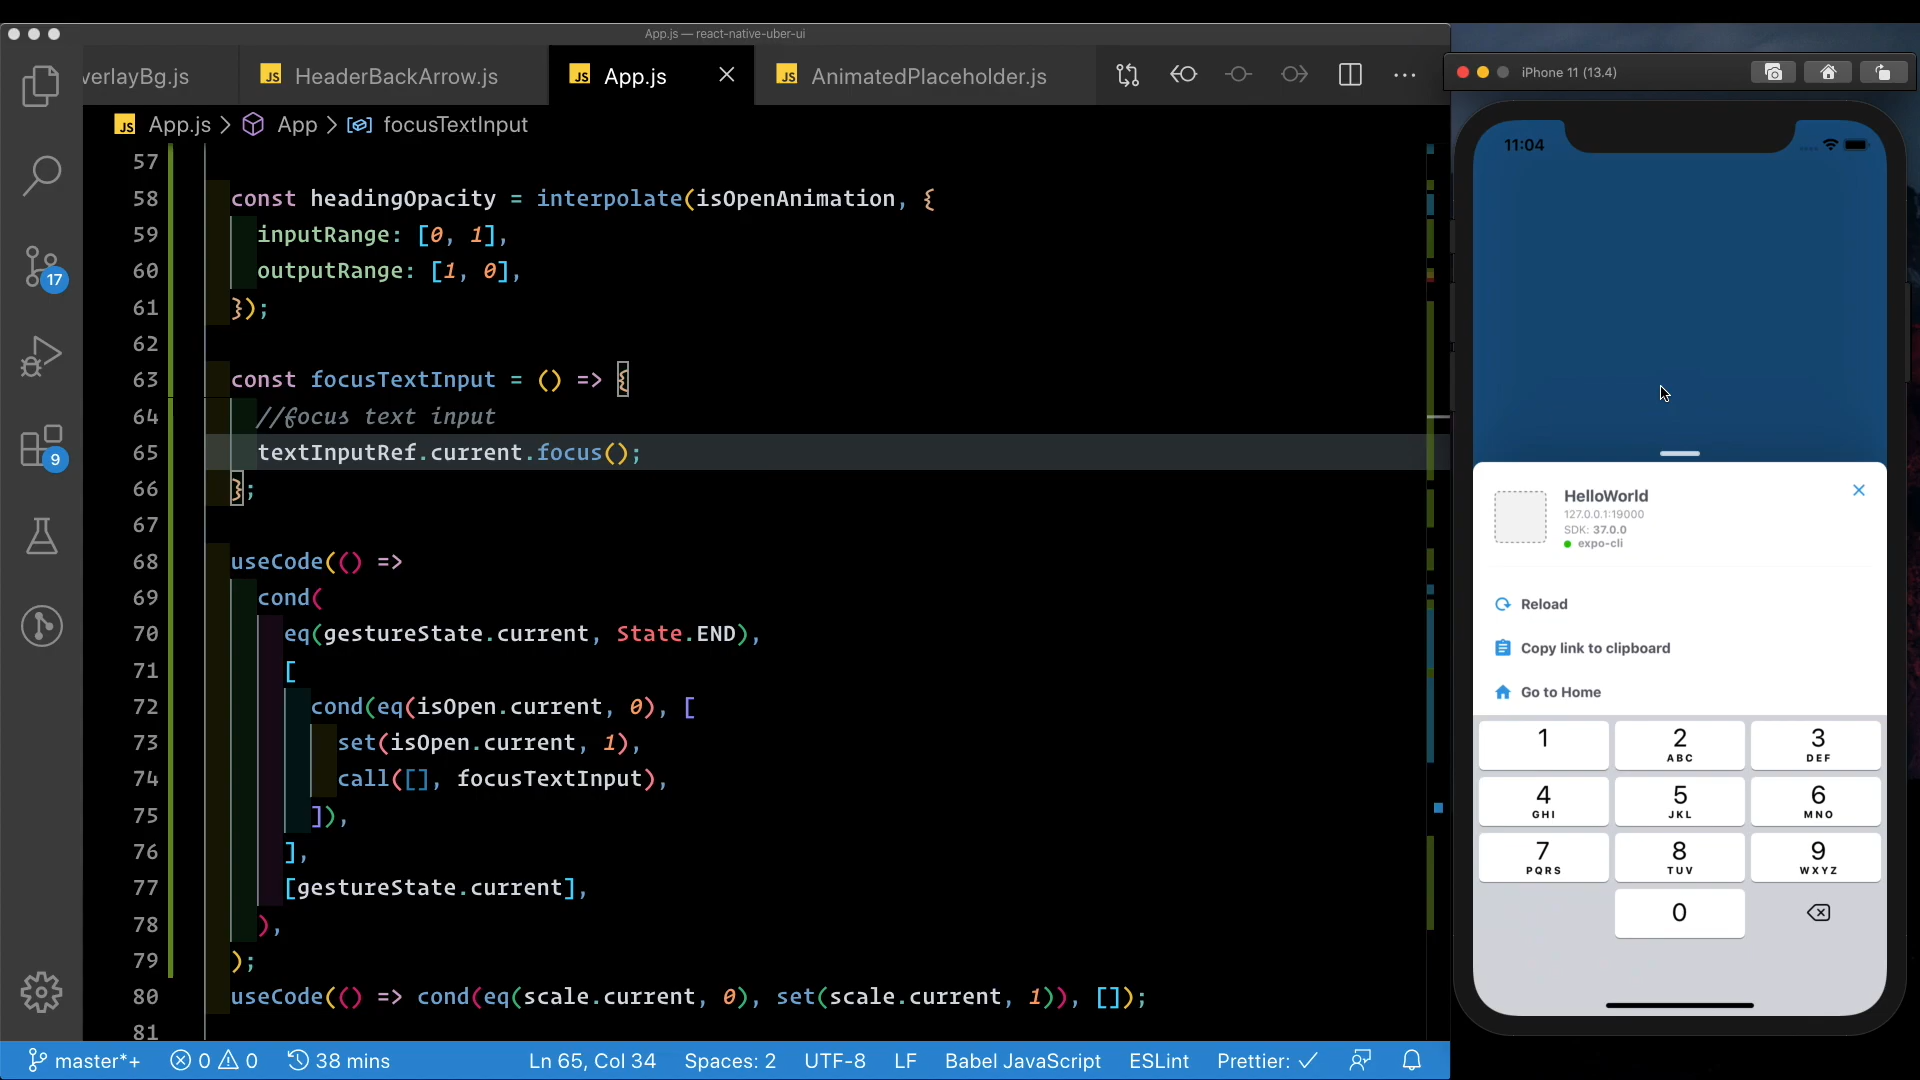 App.js — react-native-uber-ui
verlayBg.js
JS HeaderBackArrow.js
JS App.js
JS AnimatedPlaceholder.js
JS App.js > App > focusTextInput
57
58 const headingOpacity = interpolate(isOpenAnimation, {
59 inputRange: [0, 1],
60 outputRange: [1, 0],
61 });
62
63 const focusTextInput = () => {
64 //focus text input
65 textInputRef.current.focus();
66 };
67
68 useCode(() =>
69 cond(
70 eq(gestureState.current, State.END),
71 [
72 cond(eq(isOpen.current, 0), [
73 set(isOpen.current, 1),
74 call([], focusTextInput),
75 ]),
76 ],
77 [gestureState.current],
78 ),
79 );
80 useCode(() => cond(eq(scale.current, 0), set(scale.current, 1)), []);
81
17
9
master*+ 0 0 38 mins Ln 65, Col 34 Spaces: 2 UTF-8 LF Babel JavaScript ESLint Prettier: ✓
iPhone 11 (13.4)
11:04
HelloWorld
127.0.0.1:19000
SDK: 37.0.0
expo-cli
Reload
Copy link to clipboard
Go to Home
1 2 3
ABC DEF
4 5 6
GHI JKL MNO
7 8 9
PQRS TUV WXYZ
0